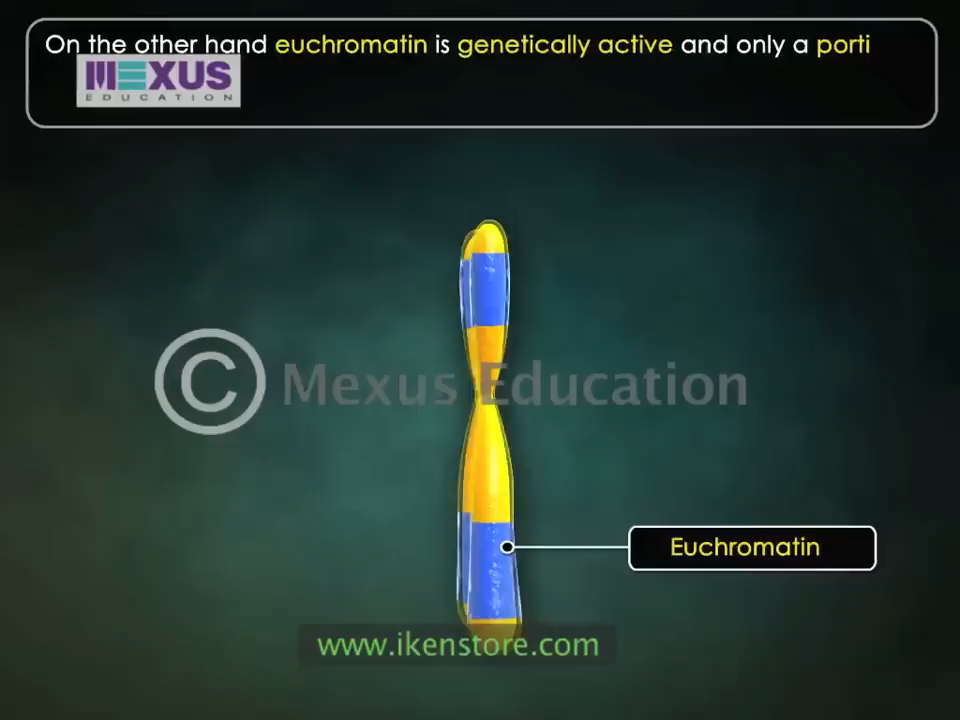 On the other hand euchromatin is genetically active and only a porti
MEXUS
EDUCATION
© Mexus Education
Euchromatin
www.ikenstore.com